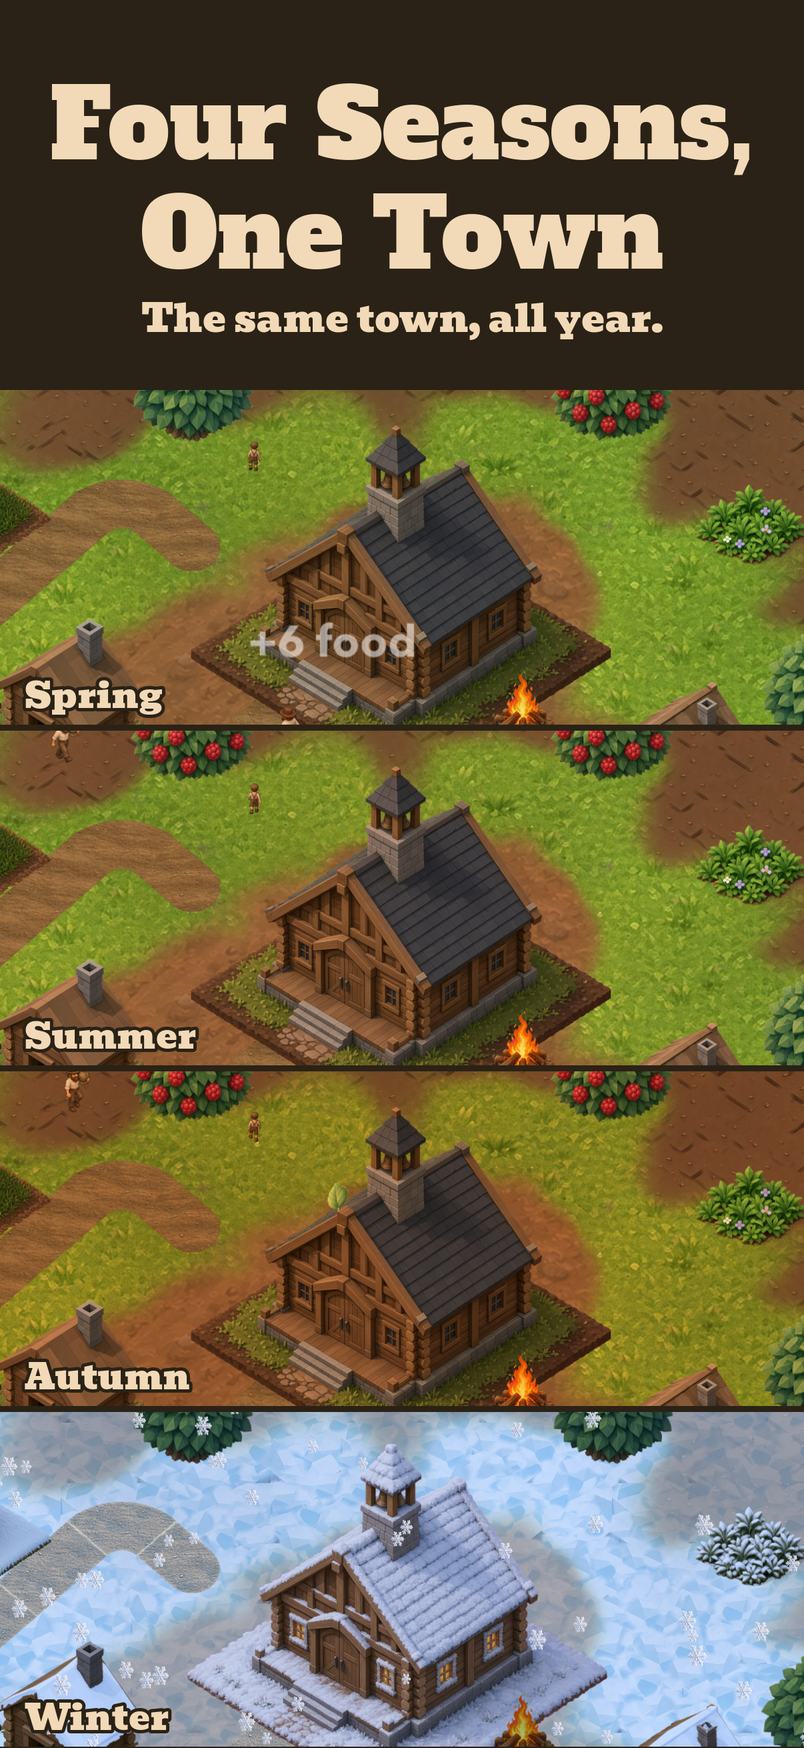 Four Seasons,
One Town
The same town, all year.
+6 food
Spring
Summer
Autumn
Winter